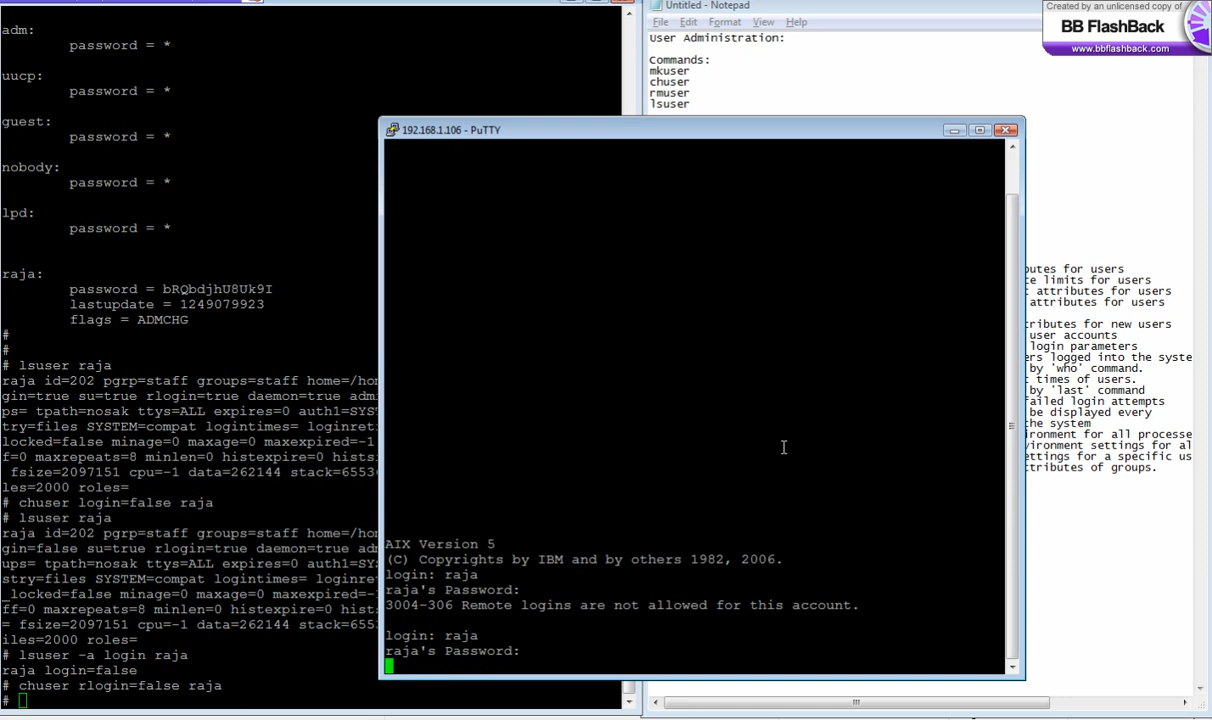 adm:
password = *
uucp:
password = *
guest:
password = *
nobody:
password = *
lpd:
password = *
raja:
password = bRQbdjhU8Uk9I
lastupdate = 1249079923
flags = ADMCHG
#
#
# lsuser raja
raja id=202 pgrp=staff groups=staff home=/hom
gin=true su=true rlogin=true daemon=true adm
ps= tpath=nosak ttys=ALL expires=0 auth1=SYS
try=files SYSTEM=compat logintimes= loginret
locked=false minage=0 maxage=0 maxexpired=-1
f=0 maxrepeats=8 minlen=0 histexpire=0 hists
fsize=2097151 cpu=-1 data=262144 stack=6553
les=2000 roles=
# chuser login=false raja
# lsuser raja
raja id=202 pgrp=staff groups=staff home=/hom
gin=false su=true rlogin=true daemon=true ad
ups= tpath=nosak ttys=ALL expires=0 auth1=SY
stry=files SYSTEM=compat logintimes= loginre
_locked=false minage=0 maxage=0 maxexpired=-
ff=0 maxrepeats=8 minlen=0 histexpire=0 hist
= fsize=2097151 cpu=-1 data=262144 stack=655
iles=2000 roles=
# lsuser -a login raja
raja login=false
# chuser rlogin=false raja
#
Untitled - Notepad
File Edit Format View Help
User Administration:
Commands:
mkuser
chuser
rmuser
lsuser
butes for users
e limits for users
t attributes for users
attributes for users
tributes for new users
user accounts
login parameters
ers logged into the syste
by 'who' command.
t times of users.
by 'last' command
failed login attempts
be displayed every
the system
ironment for all processe
vironment settings for al
settings for a specific us
ttributes of groups.
192.168.1.106 - PuTTY
AIX Version 5
(C) Copyrights by IBM and by others 1982, 2006.
login: raja
raja's Password:
3004-306 Remote logins are not allowed for this account.
login: raja
raja's Password:
Created by an unlicensed copy of
BB FlashBack
www.bbflashback.com